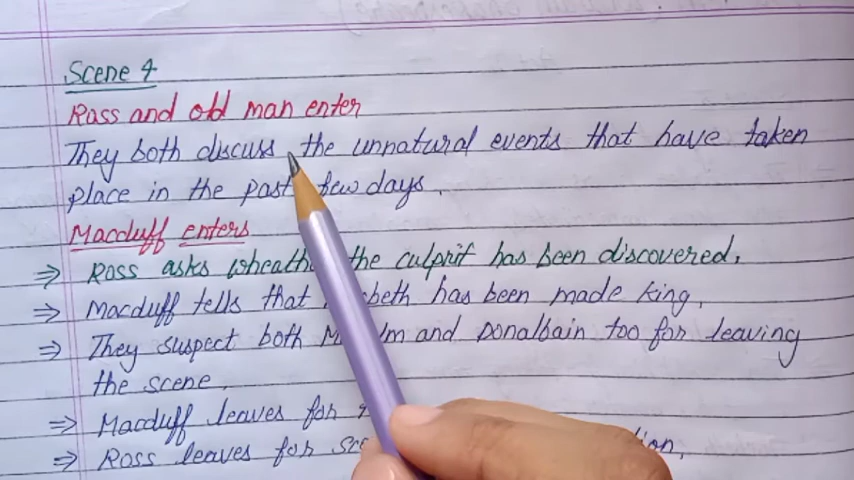 Scene 4
Ross and old man enter
They both discuss the unnatural events that have taken
place in the past few days.
Macduff enters
⇒ Ross asks wheath the culprit has been discovered.
⇒ Macduff tells that beth has been made king.
⇒ They suspect both M lm and Donalbain too for leaving
the scene.
⇒ Macduff leaves for
⇒ Ross leaves for